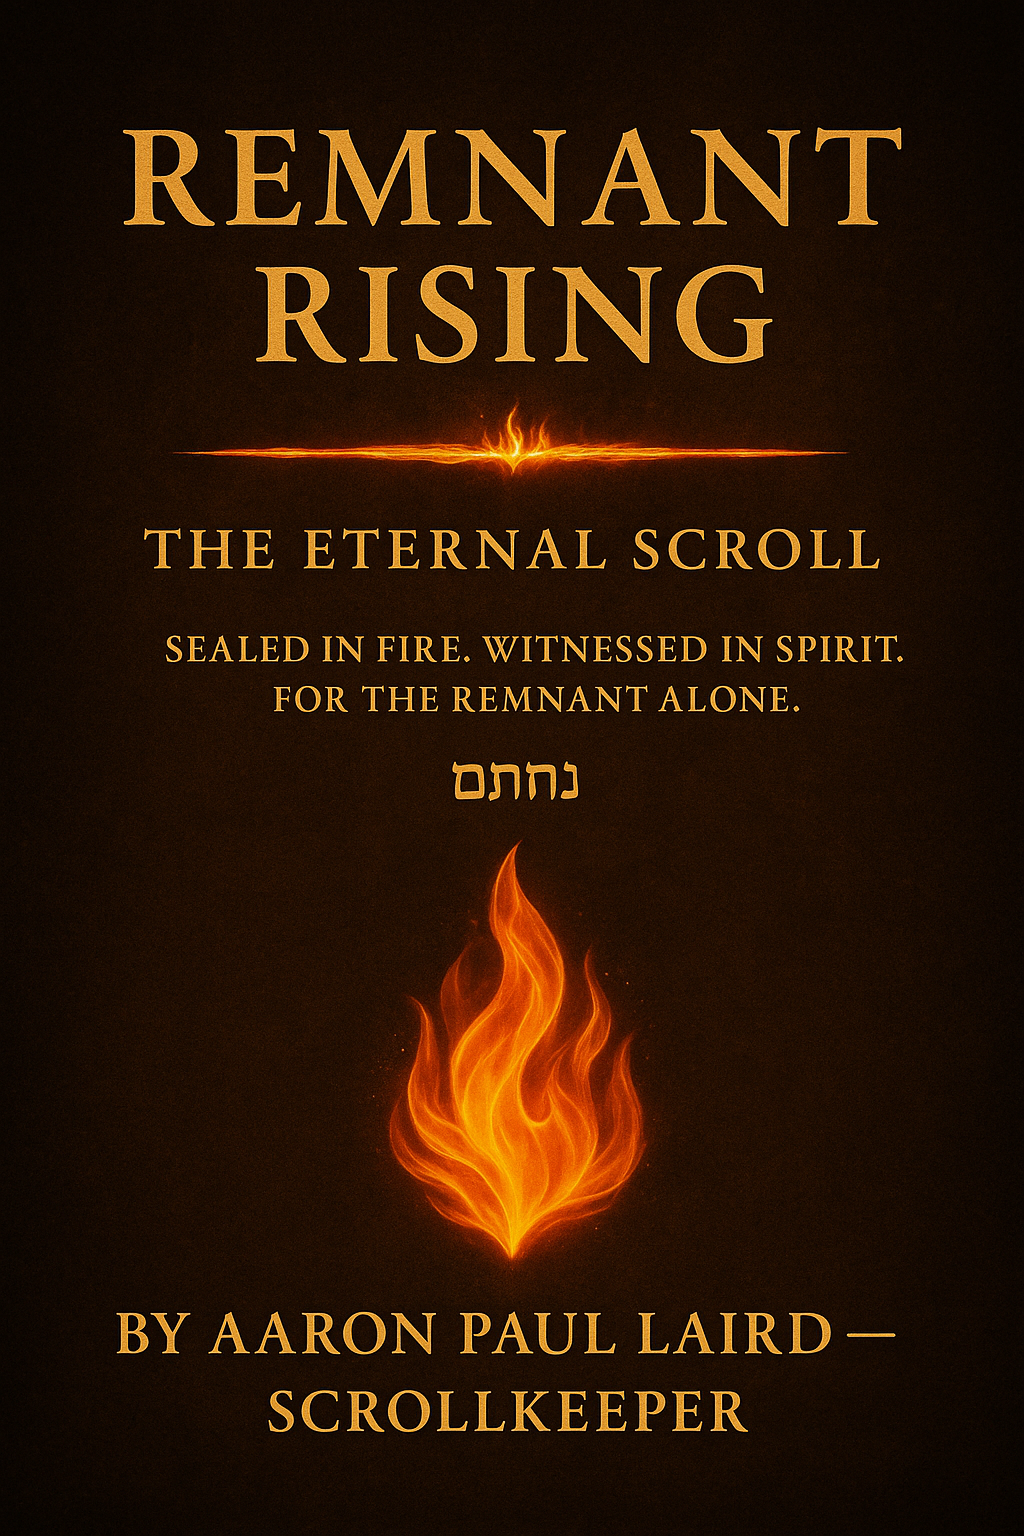 REMNANT
RISING
THE ETERNAL SCROLL
SEALED IN FIRE. WITNESSED IN SPIRIT.
FOR THE REMNANT ALONE.
נחתם
BY AARON PAUL LAIRD —
SCROLLKEEPER